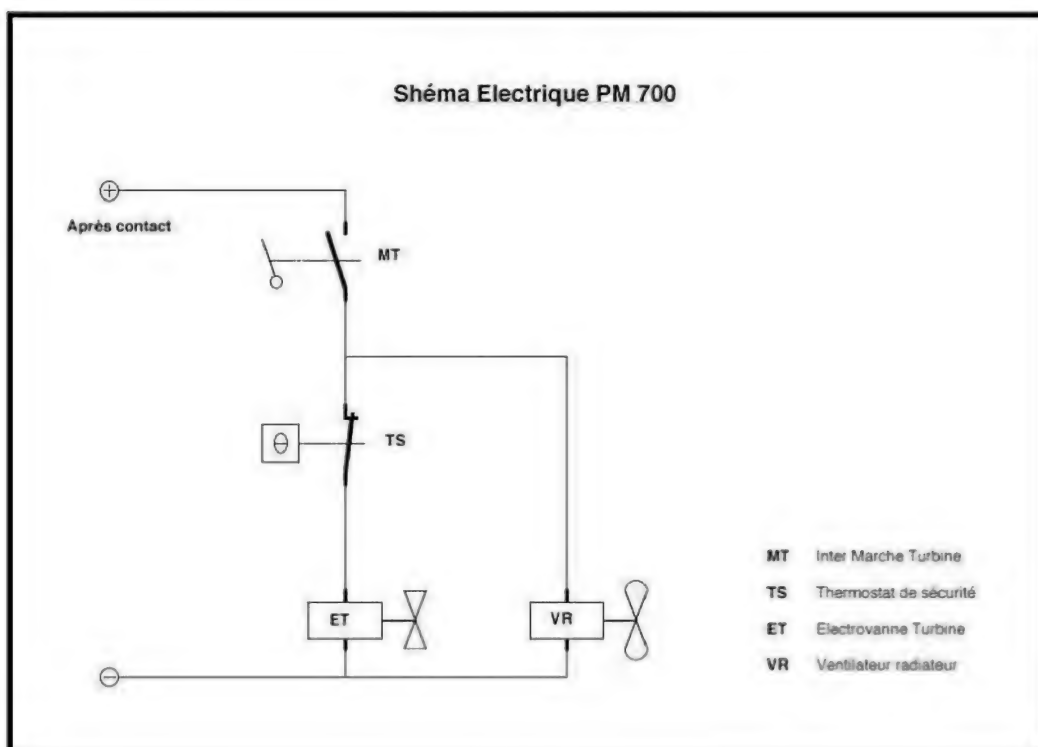 Shéma Electrique PM 700
+
Après contact
MT
θ
TS
ET
VR
-
MT Inter Marche Turbine
TS Thermostat de sécurité
ET Electrovanne Turbine
VR Ventilateur radiateur